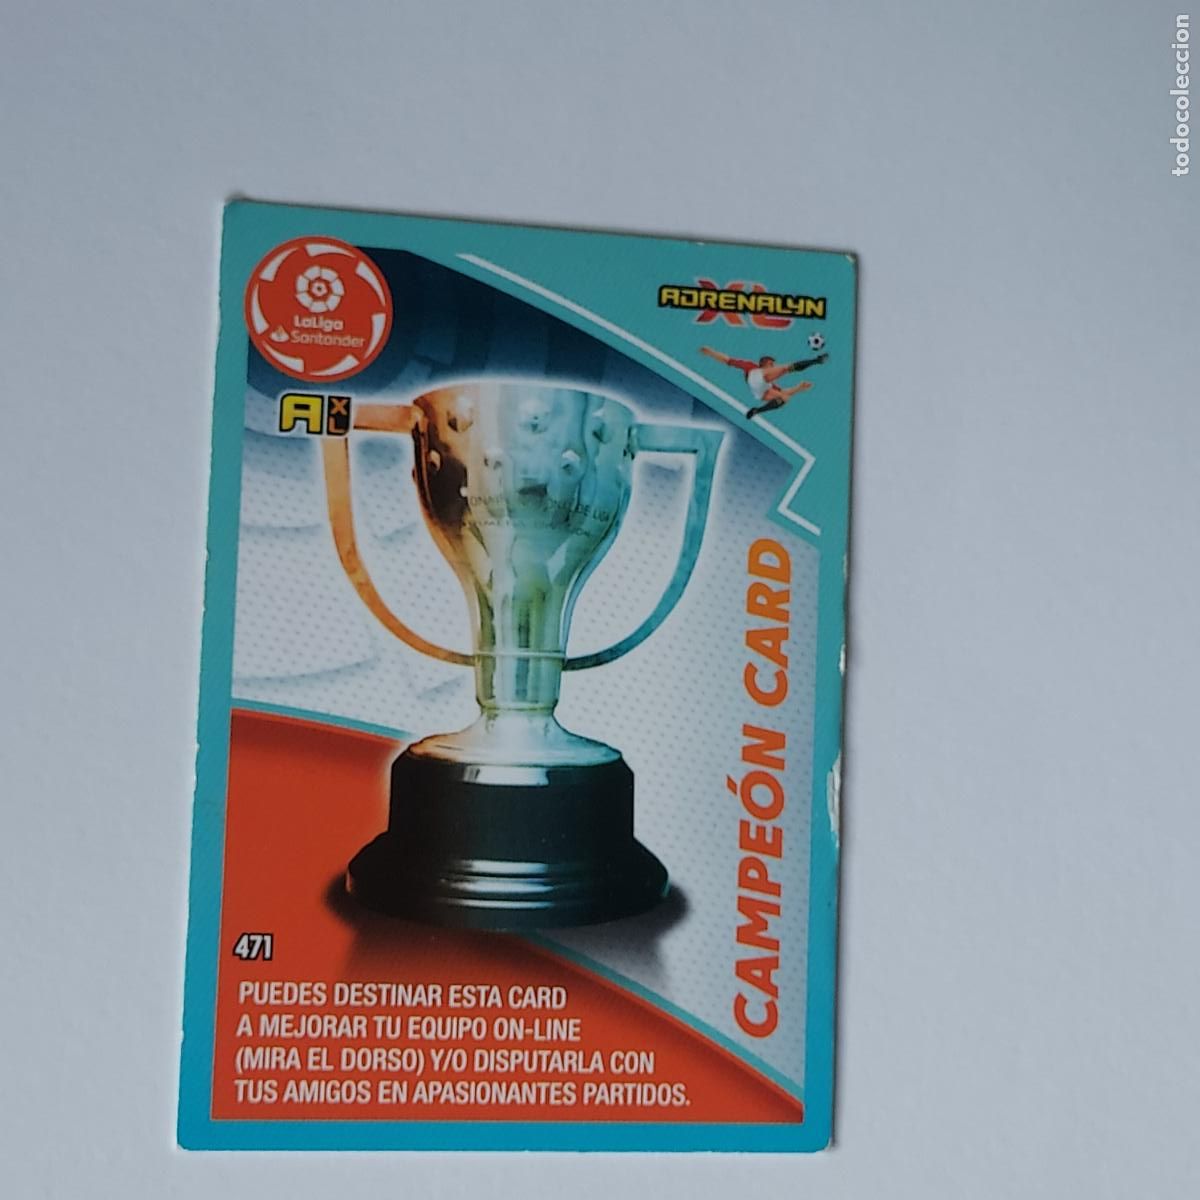 todocoleccion
LaLiga
Santander
ADRENALYN
XL
A XL
CAMPEÓN CARD
471
PUEDES DESTINAR ESTA CARD
A MEJORAR TU EQUIPO ON-LINE
(MIRA EL DORSO) Y/O DISPUTARLA CON
TUS AMIGOS EN APASIONANTES PARTIDOS.